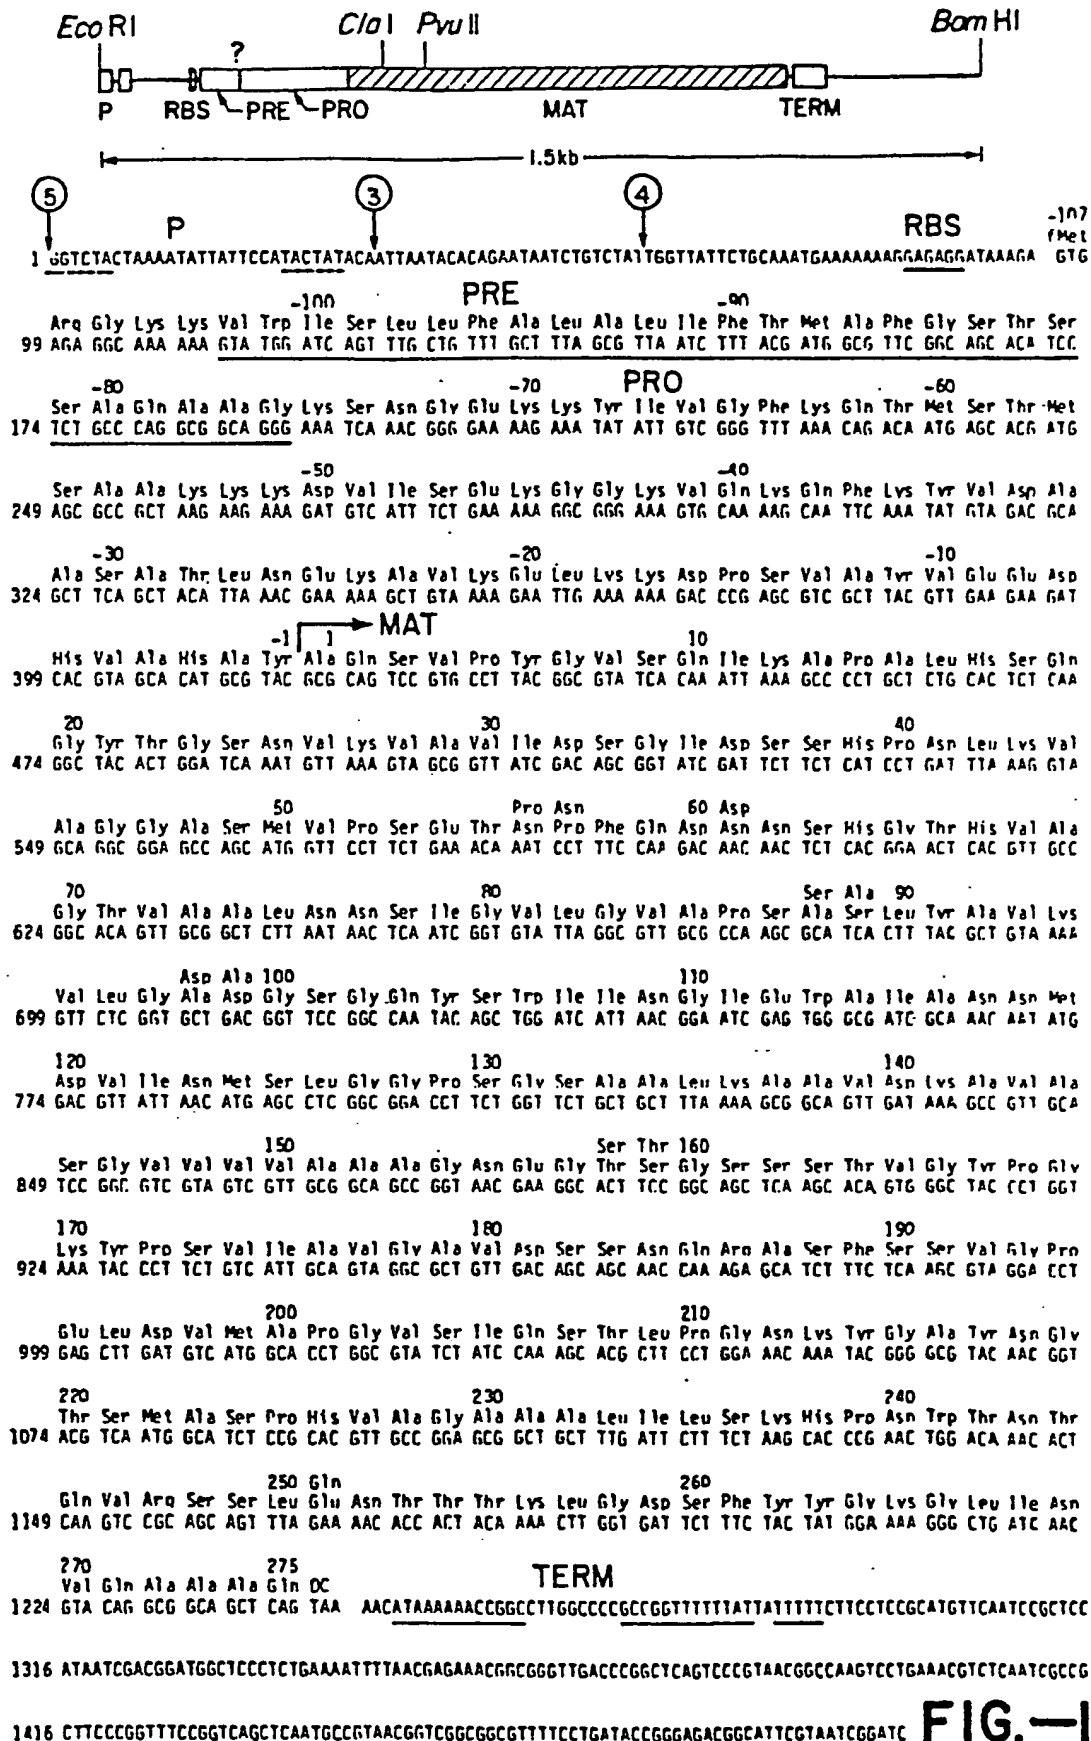 Eco RI Cla I Pvu II Bam HI
?
P RBS PRE PRO MAT TERM
1.5kb
5 3 4
P RBS -107
fMet
1 GGTCTACTAAAATATTATTCCATACTATACAATTAATACACAGAATAATCTGTCTATTGGTTATTCTGCAAATGAAAAAAAGGAGAGGATAAAGA GTG
-100 PRE -90
Arg Gly Lys Lys Val Trp Ile Ser Leu Leu Phe Ala Leu Ala Leu Ile Phe Thr Met Ala Phe Gly Ser Thr Ser
99 AGA GGC AAA AAA GTA TGG ATC AGT TTG CTG TTT GCT TTA GCG TTA ATC TTT ACG ATG GCG TTC GGC AGC ACA TCC
-80 -70 PRO -60
Ser Ala Gln Ala Ala Gly Lys Ser Asn Gly Glu Lys Lys Tyr Ile Val Gly Phe Lys Gln Thr Met Ser Thr Met
174 TCT GCC CAG GCG GCA GGG AAA TCA AAC GGG GAA AAG AAA TAT ATT GTC GGG TTT AAA CAG ACA ATG AGC ACG ATG
-50 -40
Ser Ala Ala Lys Lys Lys Asp Val Ile Ser Glu Lys Gly Gly Lys Val Gln Lys Gln Phe Lys Tyr Val Asp Ala
249 AGC GCC GCT AAG AAG AAA GAT GTC ATT TCT GAA AAA GGC GGG AAA GTG CAA AAG CAA TTC AAA TAT GTA GAC GCA
-30 -20 -10
Ala Ser Ala Thr Leu Asn Glu Lys Ala Val Lys Glu Leu Lys Lys Asp Pro Ser Val Ala Tyr Val Glu Glu Asp
324 GCT TCA GCT ACA TTA AAC GAA AAA GCT GTA AAA GAA TTG AAA AAA GAC CCG AGC GTC GCT TAC GTT GAA GAA GAT
-1 1 MAT 10
His Val Ala His Ala Tyr Ala Gln Ser Val Pro Tyr Gly Val Ser Gln Ile Lys Ala Pro Ala Leu His Ser Gln
399 CAC GTA GCA CAT GCG TAC GCG CAG TCC GTG CCT TAC GGC GTA TCA CAA ATT AAA GCC CCT GCT CTG CAC TCT CAA
20 30 40
Gly Tyr Thr Gly Ser Asn Val Lys Val Ala Val Ile Asp Ser Gly Ile Asp Ser Ser His Pro Asn Leu Lys Val
474 GGC TAC ACT GGA TCA AAT GTT AAA GTA GCG GTT ATC GAC AGC GGT ATC GAT TCT TCT CAT CCT GAT TTA AAG GTA
50 Pro Asn 60 Asp
Ala Gly Gly Ala Ser Met Val Pro Ser Glu Thr Asn Pro Phe Gln Asp Asn Asn Ser His Gly Thr His Val Ala
549 GCA GGC GGA GCC AGC ATG GTT CCT TCT GAA ACA AAT CCT TTC CAA GAC AAC AAC TCT CAC GGA ACT CAC GTT GCC
70 80 Ser Ala 90
Gly Thr Val Ala Ala Leu Asn Asn Ser Ile Gly Val Leu Gly Val Ala Pro Ser Ala Ser Leu Tyr Ala Val Lys
624 GGC ACA GTT GCG GCT CTT AAT AAC TCA ATC GGT GTA TTA GGC GTT GCG CCA AGC GCA TCA CTT TAC GCT GTA AAA
Asp Ala 100 110
Val Leu Gly Ala Asp Gly Ser Gly Gln Tyr Ser Trp Ile Ile Asn Gly Ile Glu Trp Ala Ile Ala Asn Asn Met
699 GTT CTC GGT GCT GAC GGT TCC GGC CAA TAC AGC TGG ATC ATT AAC GGA ATC GAG TGG GCG ATC GCA AAC AAT ATG
120 130 140
Asp Val Ile Asn Met Ser Leu Gly Gly Pro Ser Gly Ser Ala Ala Leu Lys Ala Ala Val Asn Lys Ala Val Ala
774 GAC GTT ATT AAC ATG AGC CTC GGC GGA CCT TCT GGT TCT GCT GCT TTA AAA GCG GCA GTT GAT AAA GCC GTT GCA
150 Ser Thr 160
Ser Gly Val Val Val Val Ala Ala Ala Gly Asn Glu Gly Thr Ser Gly Ser Ser Ser Thr Val Gly Tyr Pro Gly
849 TCC GGC GTC GTA GTC GTT GCG GCA GCC GGT AAC GAA GGC ACT TCC GGC AGC TCA AGC ACA GTG GGC TAC CCT GGT
170 180 190
Lys Tyr Pro Ser Val Ile Ala Val Gly Ala Val Asn Ser Ser Asn Gln Arg Ala Ser Phe Ser Ser Val Gly Pro
924 AAA TAC CCT TCT GTC ATT GCA GTA GGC GCT GTT GAC AGC AGC AAC CAA AGA GCA TCT TTC TCA AGC GTA GGA CCT
200 210
Glu Leu Asp Val Met Ala Pro Gly Val Ser Ile Gln Ser Thr Leu Pro Gly Asn Lys Tyr Gly Ala Tyr Asn Gly
999 GAG CTT GAT GTC ATG GCA CCT GGC GTA TCT ATC CAA AGC ACG CTT CCT GGA AAC AAA TAC GGG GCG TAC AAC GGT
220 230 240
Thr Ser Met Ala Ser Pro His Val Ala Gly Ala Ala Ala Leu Ile Leu Ser Lys His Pro Asn Trp Thr Asn Thr
1074 ACG TCA ATG GCA TCT CCG CAC GTT GCC GGA GCG GCT GCT TTG ATT CTT TCT AAG CAC CCG AAC TGG ACA AAC ACT
250 Gln 260
Gln Val Arg Ser Ser Leu Glu Asn Thr Thr Thr Lys Leu Gly Asp Ser Phe Tyr Tyr Gly Lys Gly Leu Ile Asn
1149 CAA GTC CGC AGC AGT TTA GAA AAC ACC ACT ACA AAA CTT GGT GAT TCT TTC TAC TAT GGA AAA GGG CTG ATC AAC
270 275 TERM
Val Gln Ala Ala Ala Gln OC
1224 GTA CAG GCG GCA GCT CAG TAA AACATAAAAAACCGGCCTTGGCCCCGCCGGTTTTTTATTATTTTTCTTCCTCCGCATGTTCAATCCGCTCC
1316 ATAATCGACGGATGGCTCCCTCTGAAAATTTTAACGAGAAACGGCGGGTTGACCCGGCTCAGTCCCGTAACGGCCAAGTCCTGAAACGTCTCAATCGCCG
1416 CTTCCCGGTTTCCGGTCAGCTCAATGCCGTAACGGTCGGCGGCGTTTTCCTGATACCGGGAGACGGCATTCGTAATCGGATC FIG.—1